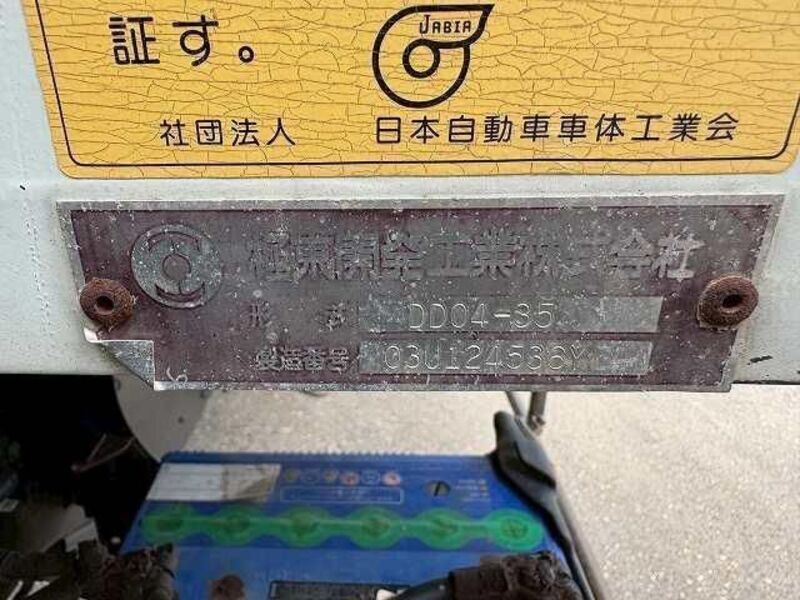 証す。
JABIA
社団法人 日本自動車車体工業会
極東開発工業株式会社
形式 DD04-35
製造番号 03U124536Y